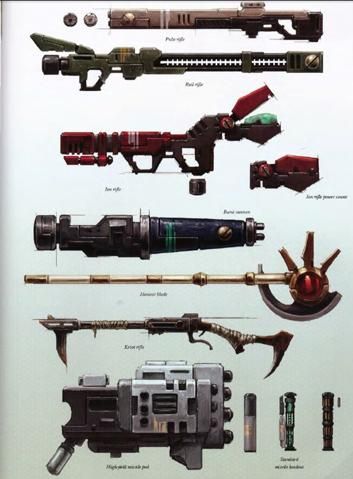 Pulse rifle
Rail rifle
Ion rifle
Ion rifle power source
Burst cannon
Honour blade
Kroot rifle
High-yield missile pod
Standard
missile loadout